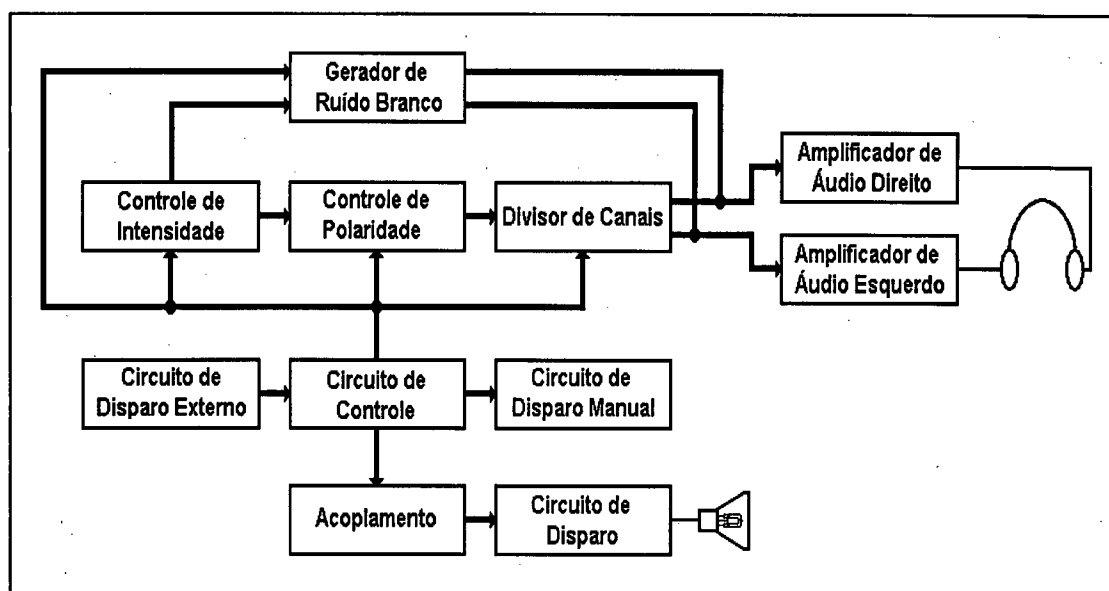 Gerador de
Ruído Branco
Amplificador de
Áudio Direito
Controle de
Intensidade
Controle de
Polaridade
Divisor de Canais
Amplificador de
Áudio Esquerdo
Circuito de
Disparo Externo
Circuito de
Controle
Circuito de
Disparo Manual
Acoplamento
Circuito de
Disparo